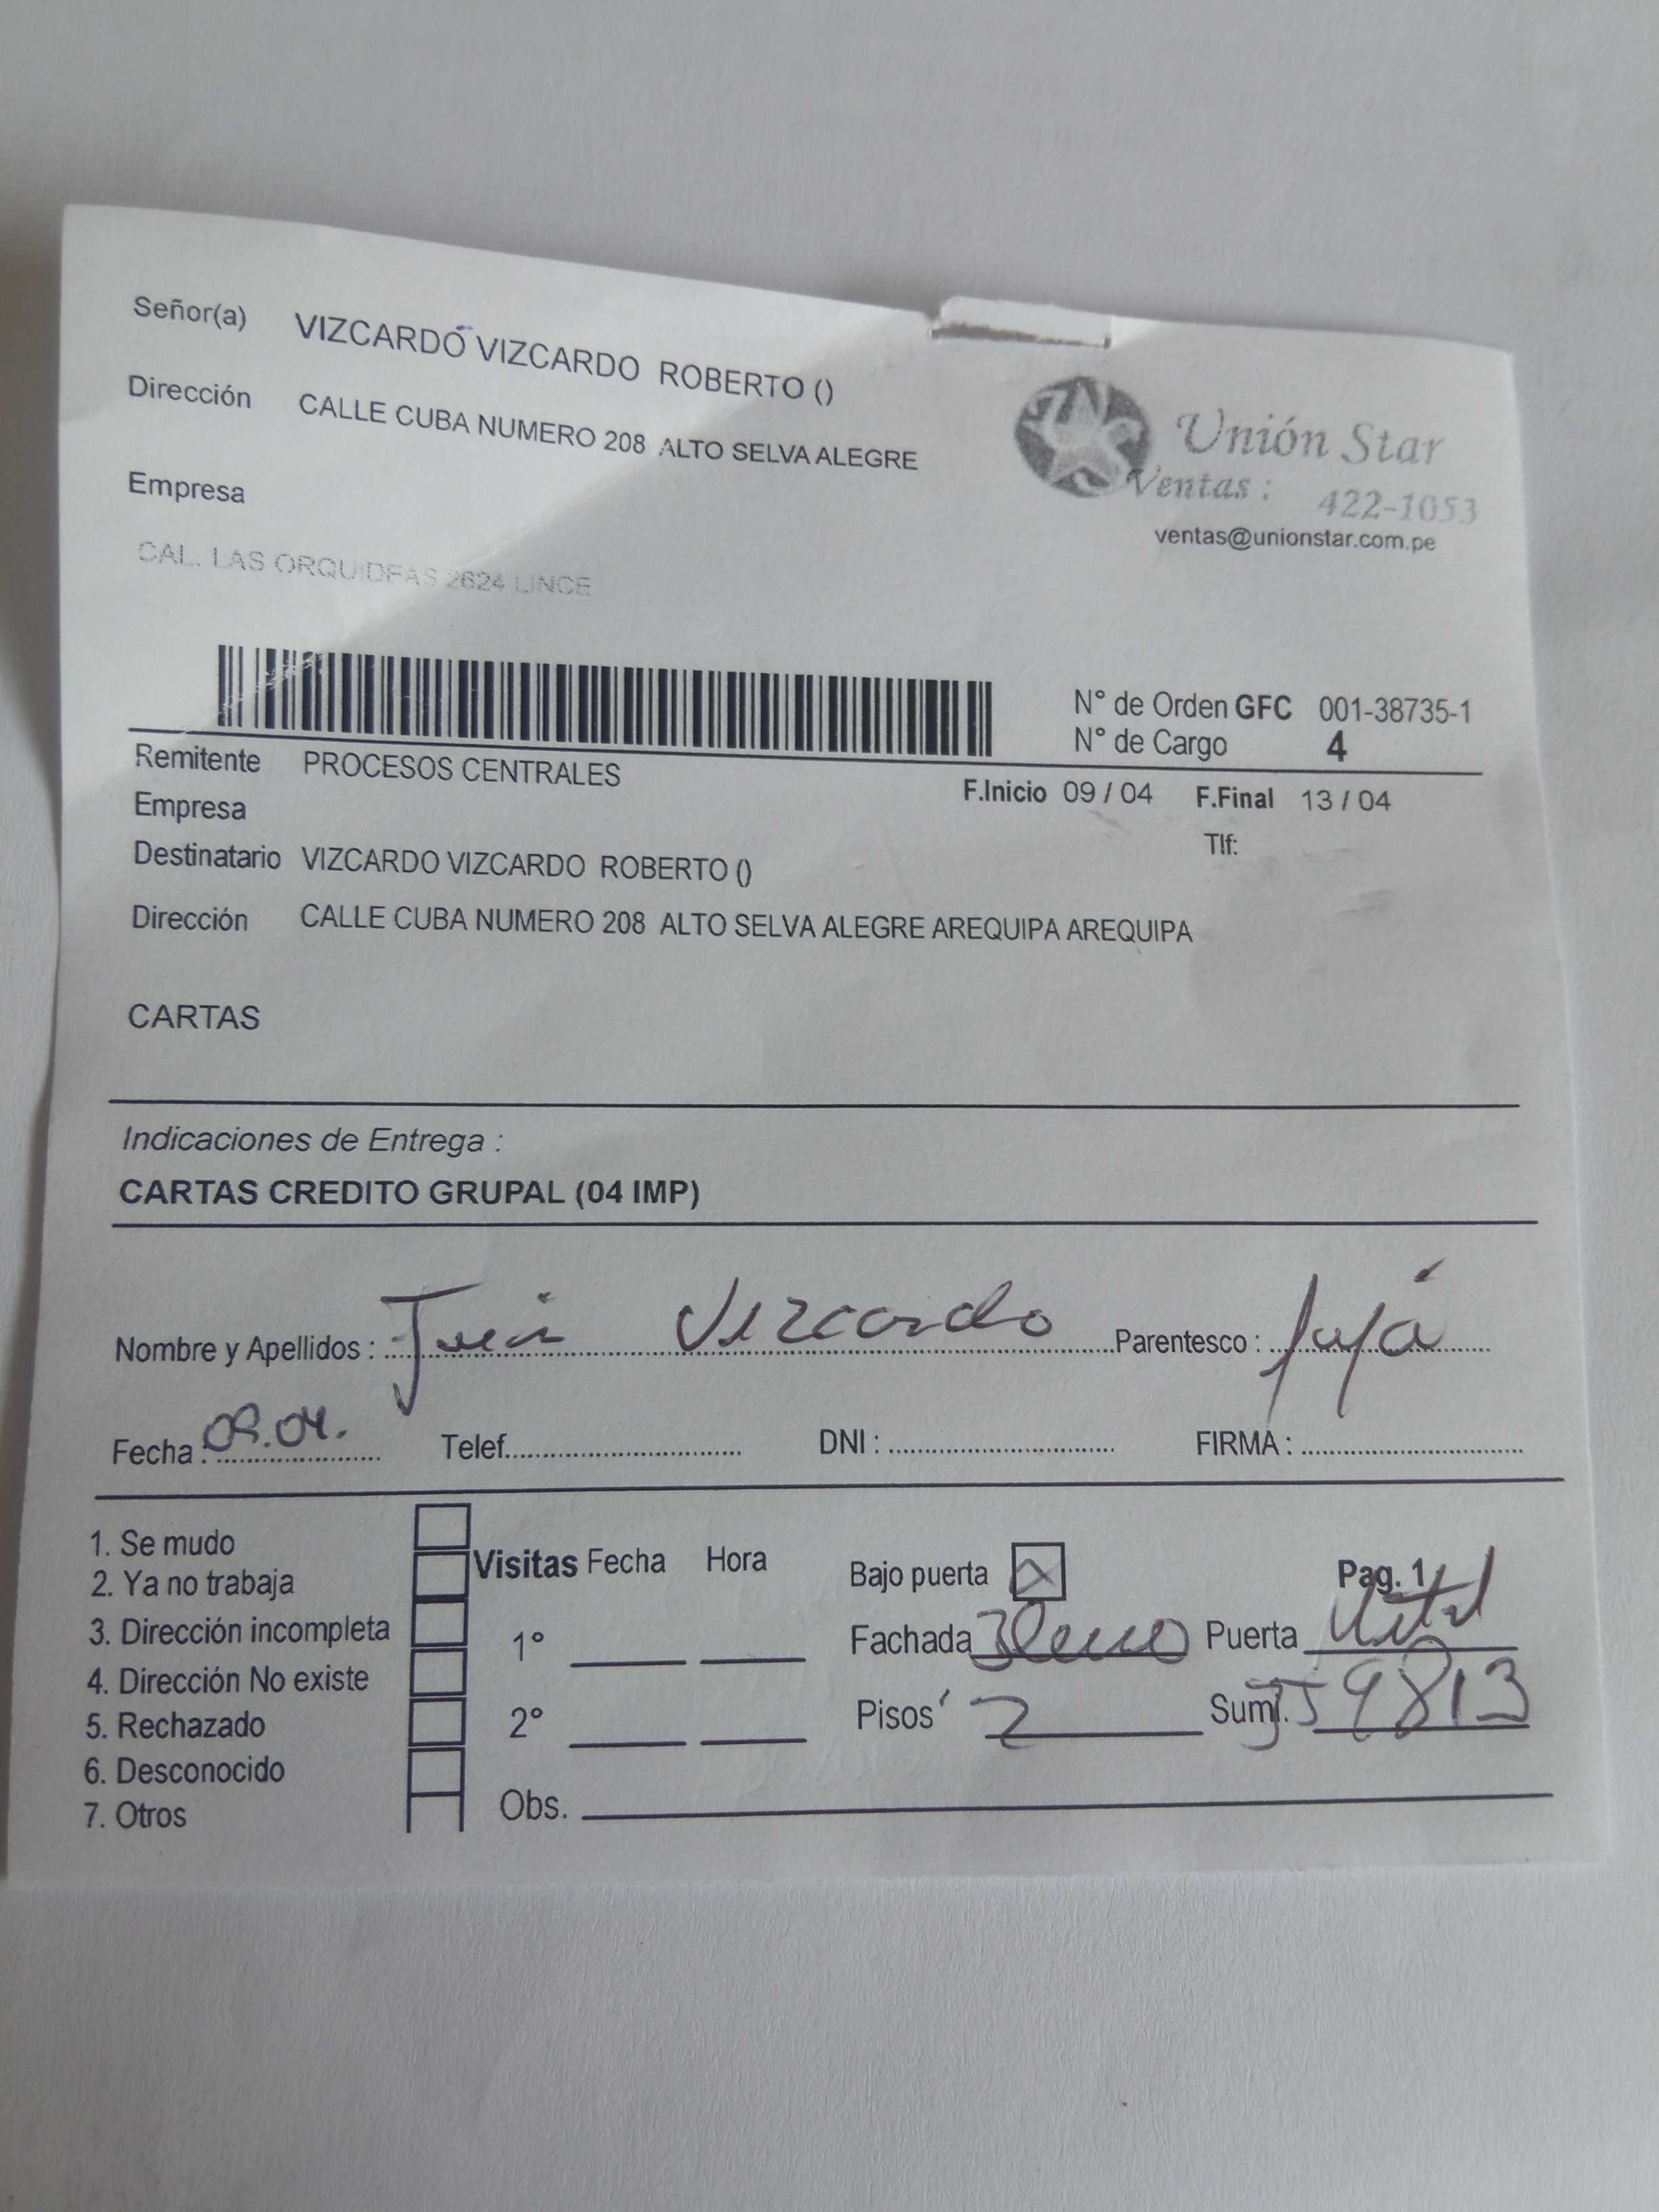 Señor(a) VIZCARDO VIZCARDO ROBERTO ()
Dirección CALLE CUBA NUMERO 208 ALTO SELVA ALEGRE
Unión Star
Empresa
Ventas : 422-1053
ventas@unionstar.com.pe
CAL. LAS ORQUIDEAS 2624 LINCE
N° de Orden GFC 001-38735-1
N° de Cargo 4
Remitente PROCESOS CENTRALES
F.Inicio 09 / 04 F.Final 13 / 04
Empresa
Tlf:
Destinatario VIZCARDO VIZCARDO ROBERTO ()
Dirección CALLE CUBA NUMERO 208 ALTO SELVA ALEGRE AREQUIPA AREQUIPA
CARTAS
Indicaciones de Entrega :
CARTAS CREDITO GRUPAL (04 IMP)
Nombre y Apellidos : Vizcardo Parentesco :
Fecha : 09.04. Telef. DNI : FIRMA :
1. Se mudo
2. Ya no trabaja
3. Dirección incompleta
4. Dirección No existe
5. Rechazado
6. Desconocido
7. Otros
Visitas Fecha Hora
1°
2°
Obs.
Bajo puerta X Pag. 1
Fachada Blanco Puerta Metal
Pisos 2 Sum.